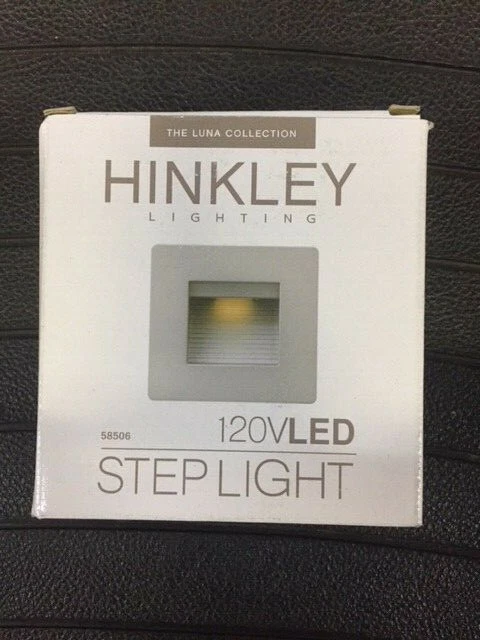 THE LUNA COLLECTION
HINKLEY
LIGHTING
58506
120VLED
STEP LIGHT